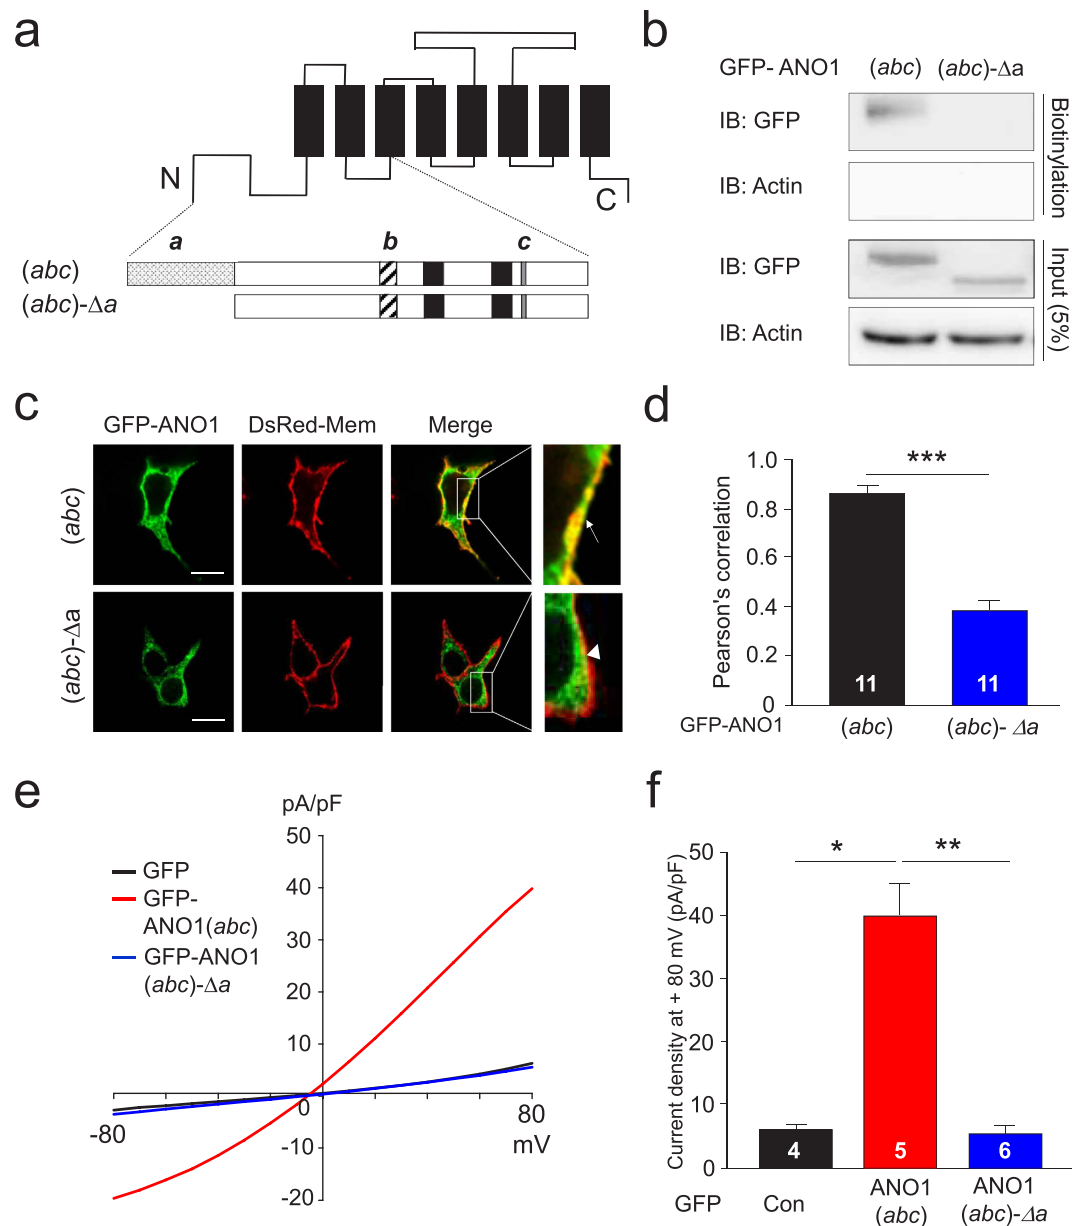 a
N
C
a b c
(abc)
(abc)-Δa
b
GFP- ANO1 (abc) (abc)-Δa
IB: GFP
IB: Actin
Biotinylation
IB: GFP
IB: Actin
Input (5%)
c
GFP-ANO1 DsRed-Mem Merge
(abc)
(abc)-Δa
d
***
Pearson's correlation
1.0
0.8
0.6
0.4
0.2
0
11 11
GFP-ANO1 (abc) (abc)- Δa
e
pA/pF
50
40
30
20
10
0
-10
-20
-80
80
mV
GFP
GFP-
ANO1(abc)
GFP-ANO1
(abc)-Δa
f
* **
Current density at + 80 mV (pA/pF)
50
40
30
20
10
0
4 5 6
GFP Con ANO1 ANO1
(abc) (abc)-Δa